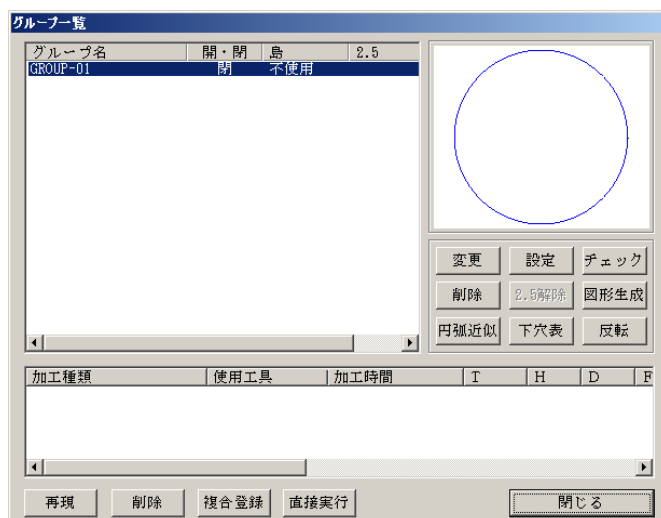 グループ一覧
グループ名 開・閉 島 2.5
GROUP-01 閉 不使用
変更 設定 チェック
削除 2.5解除 図形生成
円弧近似 下穴表 反転
加工種類 使用工具 加工時間 T H D F
再現 削除 複合登録 直接実行 閉じる